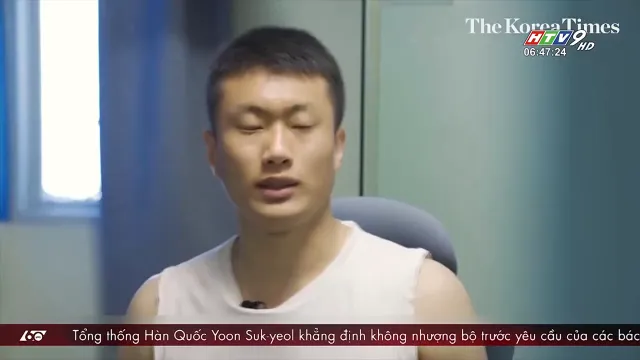 The Korea Times
HTV9 HD
06:47:24
60
Tổng thống Hàn Quốc Yoon Suk-yeol khẳng định không nhượng bộ trước yêu cầu của các bác